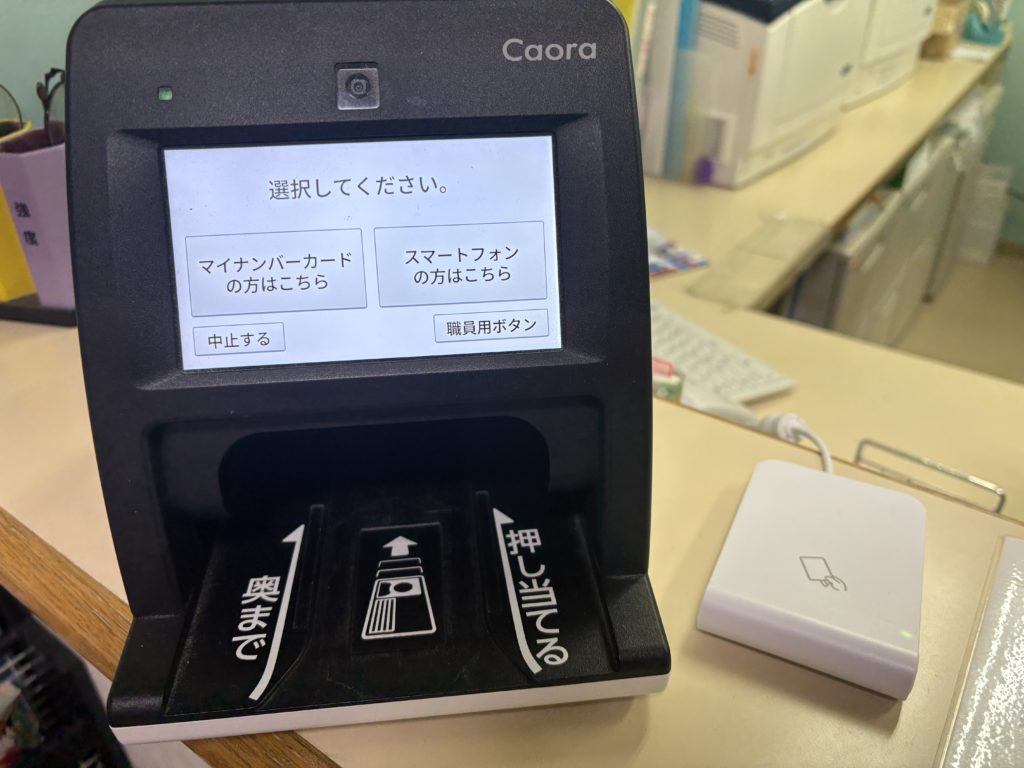 Caora
選択してください。
マイナンバーカード
の方はこちら
スマートフォン
の方はこちら
中止する
職員用ボタン
奥まで
押し当てる
強
度